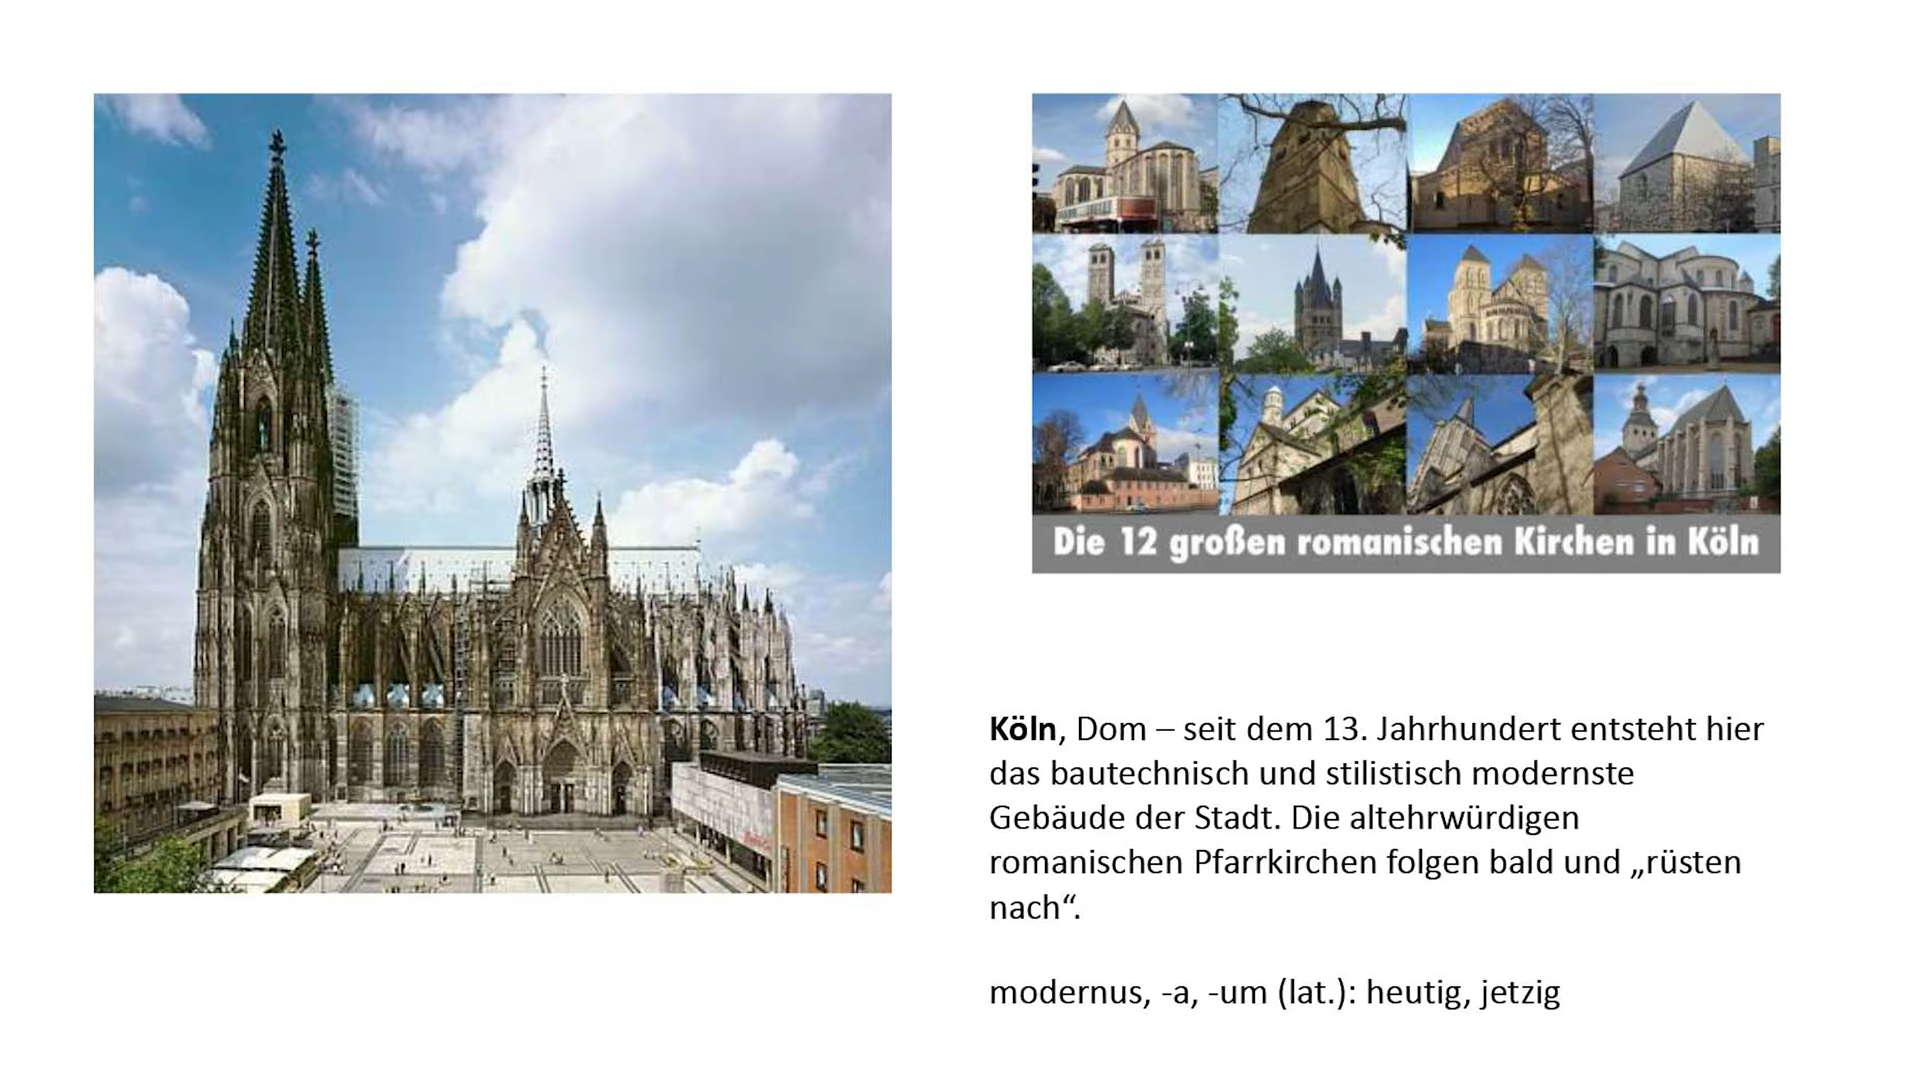 Die 12 großen romanischen Kirchen in Köln
Köln, Dom – seit dem 13. Jahrhundert entsteht hier
das bautechnisch und stilistisch modernste
Gebäude der Stadt. Die altehrwürdigen
romanischen Pfarrkirchen folgen bald und „rüsten
nach“.
modernus, -a, -um (lat.): heutig, jetzig